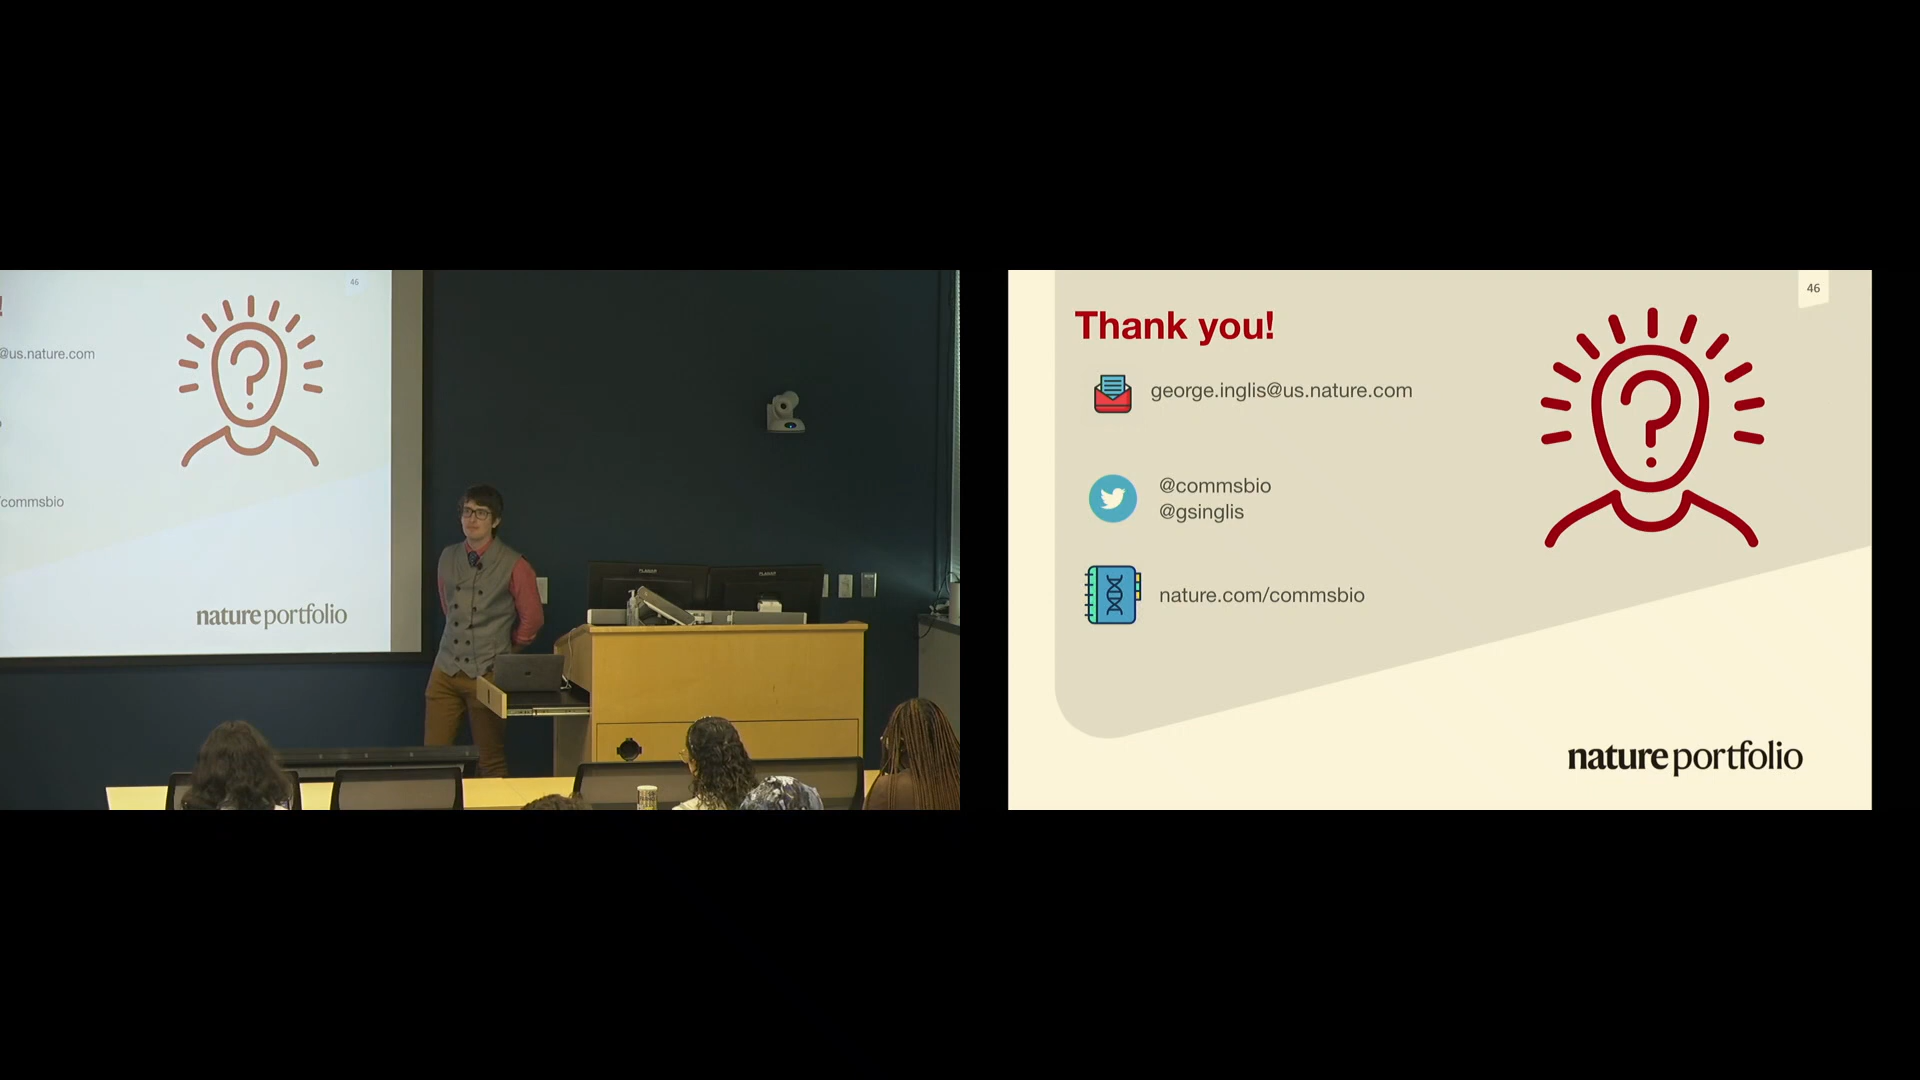 46
!
@us.nature.com
/commsbio
nature portfolio
46
Thank you!
george.inglis@us.nature.com
@commsbio
@gsinglis
nature.com/commsbio
nature portfolio